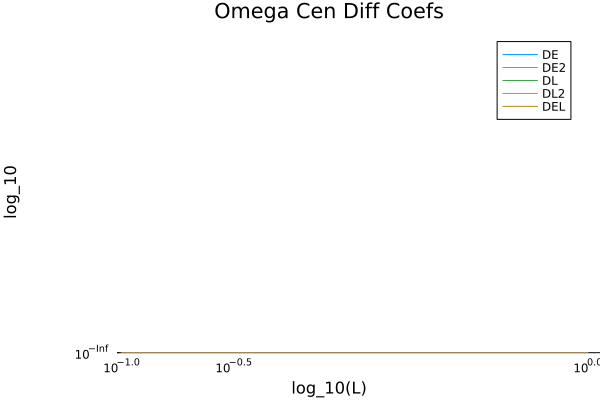 Omega Cen Diff Coefs
DE
DE2
DL
DL2
DEL
log_10
10^-Inf
10^-1.0
10^-0.5
10^0.0
log_10(L)